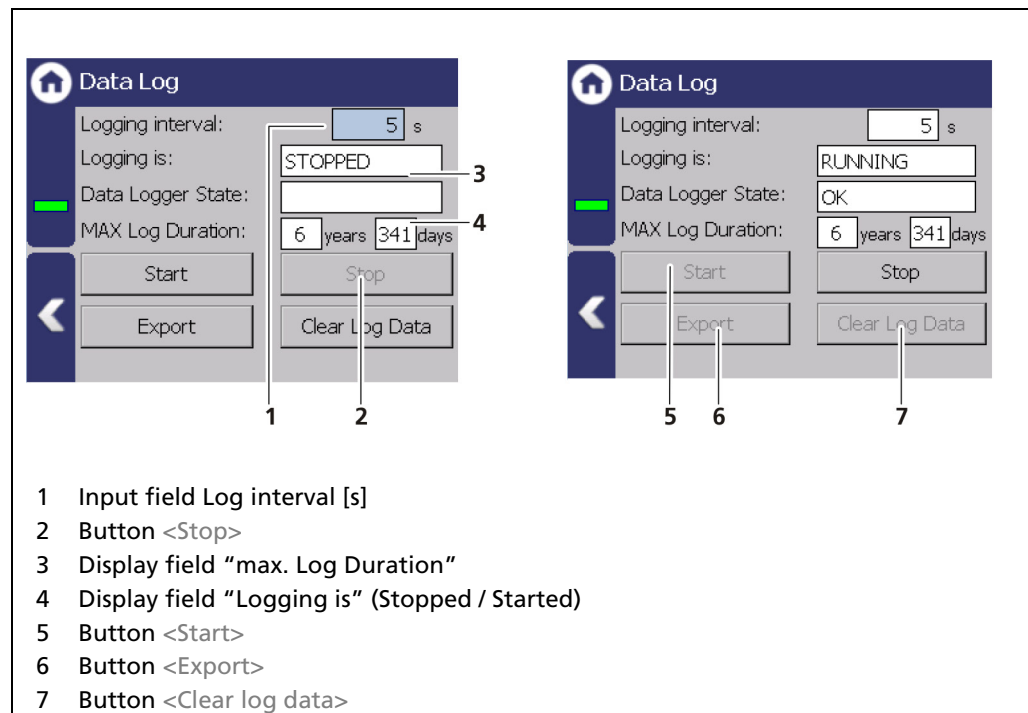 Data Log
Logging interval: 5 s
Logging is: STOPPED
Data Logger State:
MAX Log Duration: 6 years 341 days
Start Stop
Export Clear Log Data
3
4
1 2
Data Log
Logging interval: 5 s
Logging is: RUNNING
Data Logger State: OK
MAX Log Duration: 6 years 341 days
Start Stop
Export Clear Log Data
5 6 7
1 Input field Log interval [s]
2 Button <Stop>
3 Display field “max. Log Duration”
4 Display field “Logging is” (Stopped / Started)
5 Button <Start>
6 Button <Export>
7 Button <Clear log data>